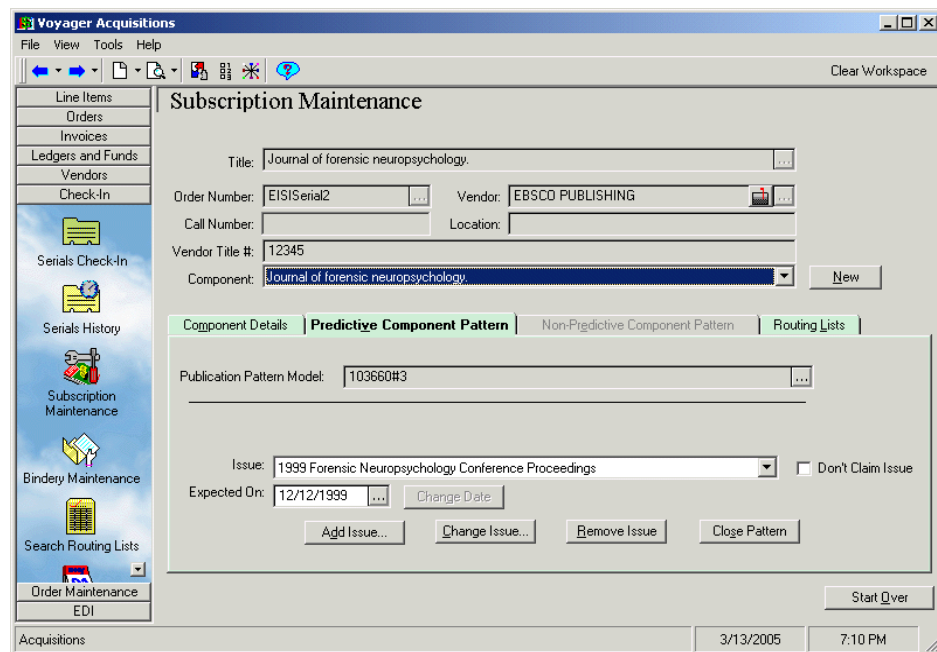 Voyager Acquisitions
File View Tools Help
Clear Workspace
Line Items
Orders
Invoices
Ledgers and Funds
Vendors
Check-In
Serials Check-In
Serials History
Subscription
Maintenance
Bindery Maintenance
Search Routing Lists
Order Maintenance
EDI
Subscription Maintenance
Title: Journal of forensic neuropsychology. ...
Order Number: EISISerial2 ... Vendor: EBSCO PUBLISHING ...
Call Number: Location:
Vendor Title #: 12345
Component: Journal of forensic neuropsychology. New
Component Details Predictive Component Pattern Non-Predictive Component Pattern Routing Lists
Publication Pattern Model: 103660#3 ...
Issue: 1999 Forensic Neuropsychology Conference Proceedings Don't Claim Issue
Expected On: 12/12/1999 ... Change Date
Add Issue... Change Issue... Remove Issue Close Pattern
Start Over
Acquisitions 3/13/2005 7:10 PM